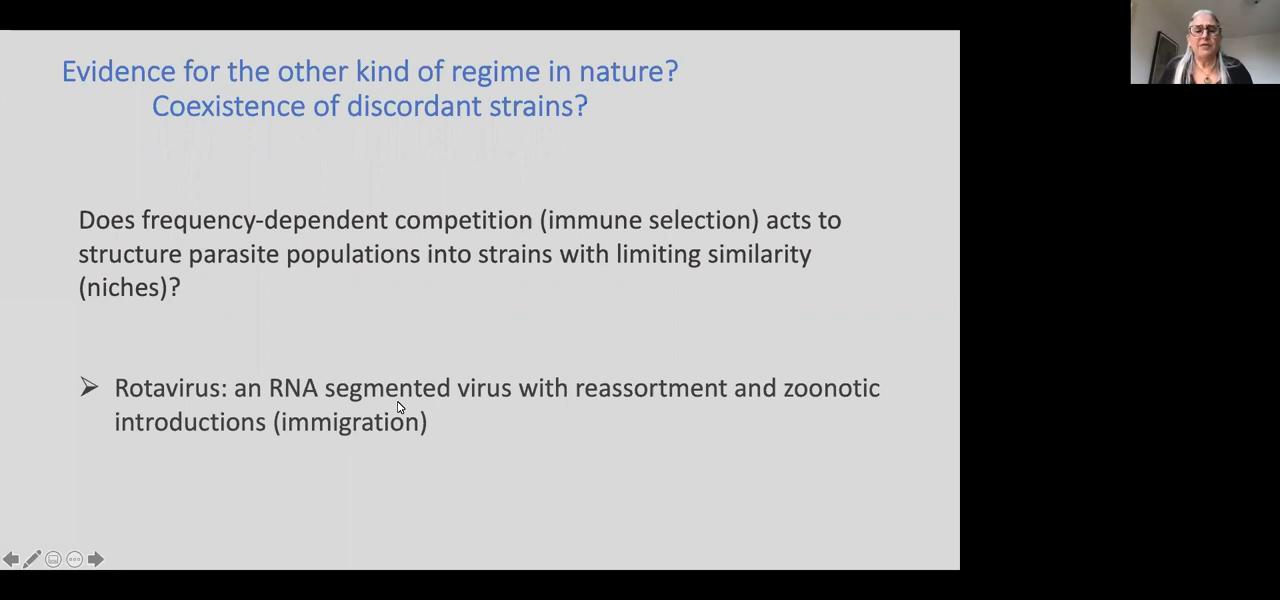 Evidence for the other kind of regime in nature?
Coexistence of discordant strains?
Does frequency-dependent competition (immune selection) acts to
structure parasite populations into strains with limiting similarity
(niches)?
Rotavirus: an RNA segmented virus with reassortment and zoonotic
introductions (immigration)